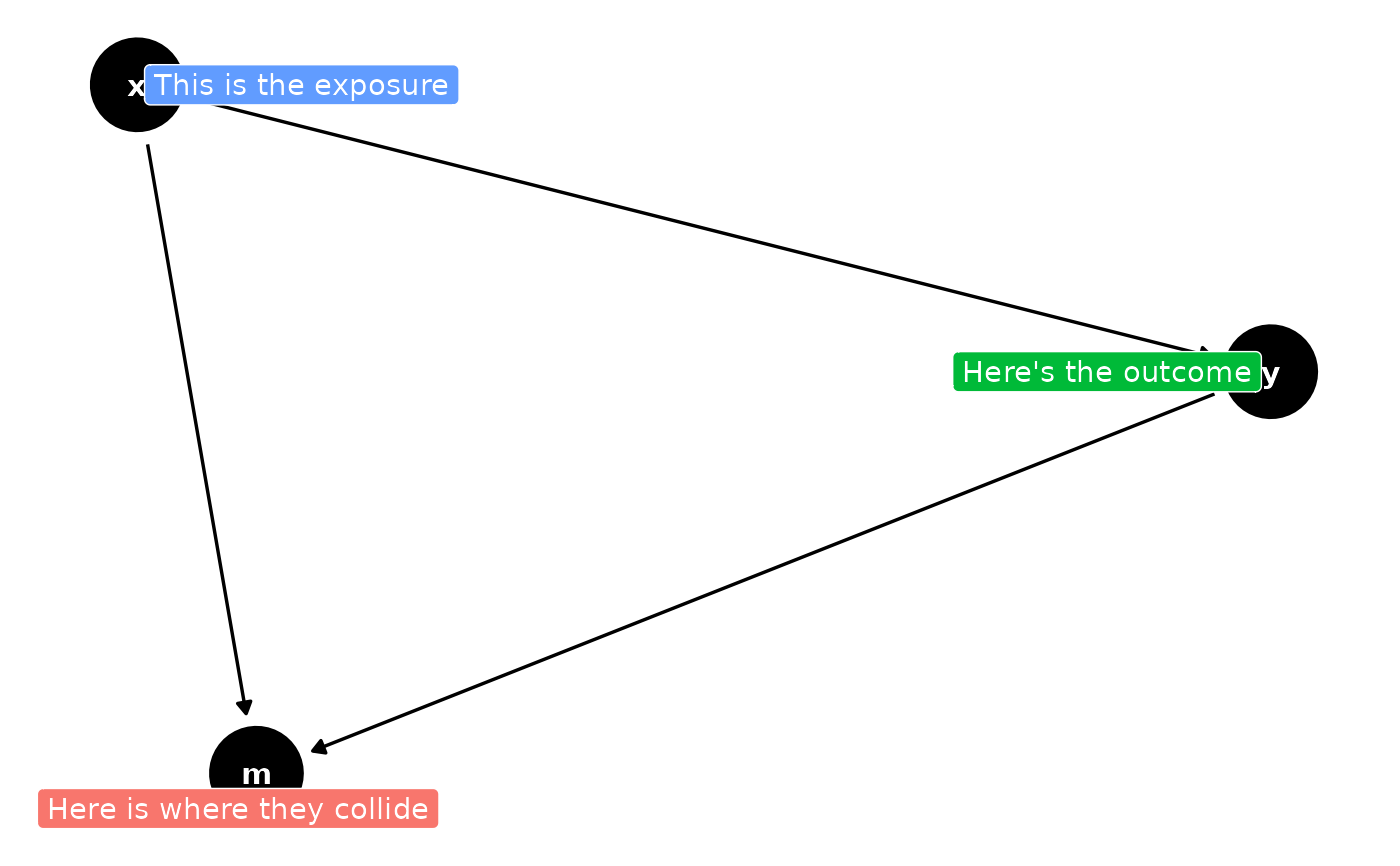 x
This is the exposure
Here's the outcome
y
m
Here is where they collide